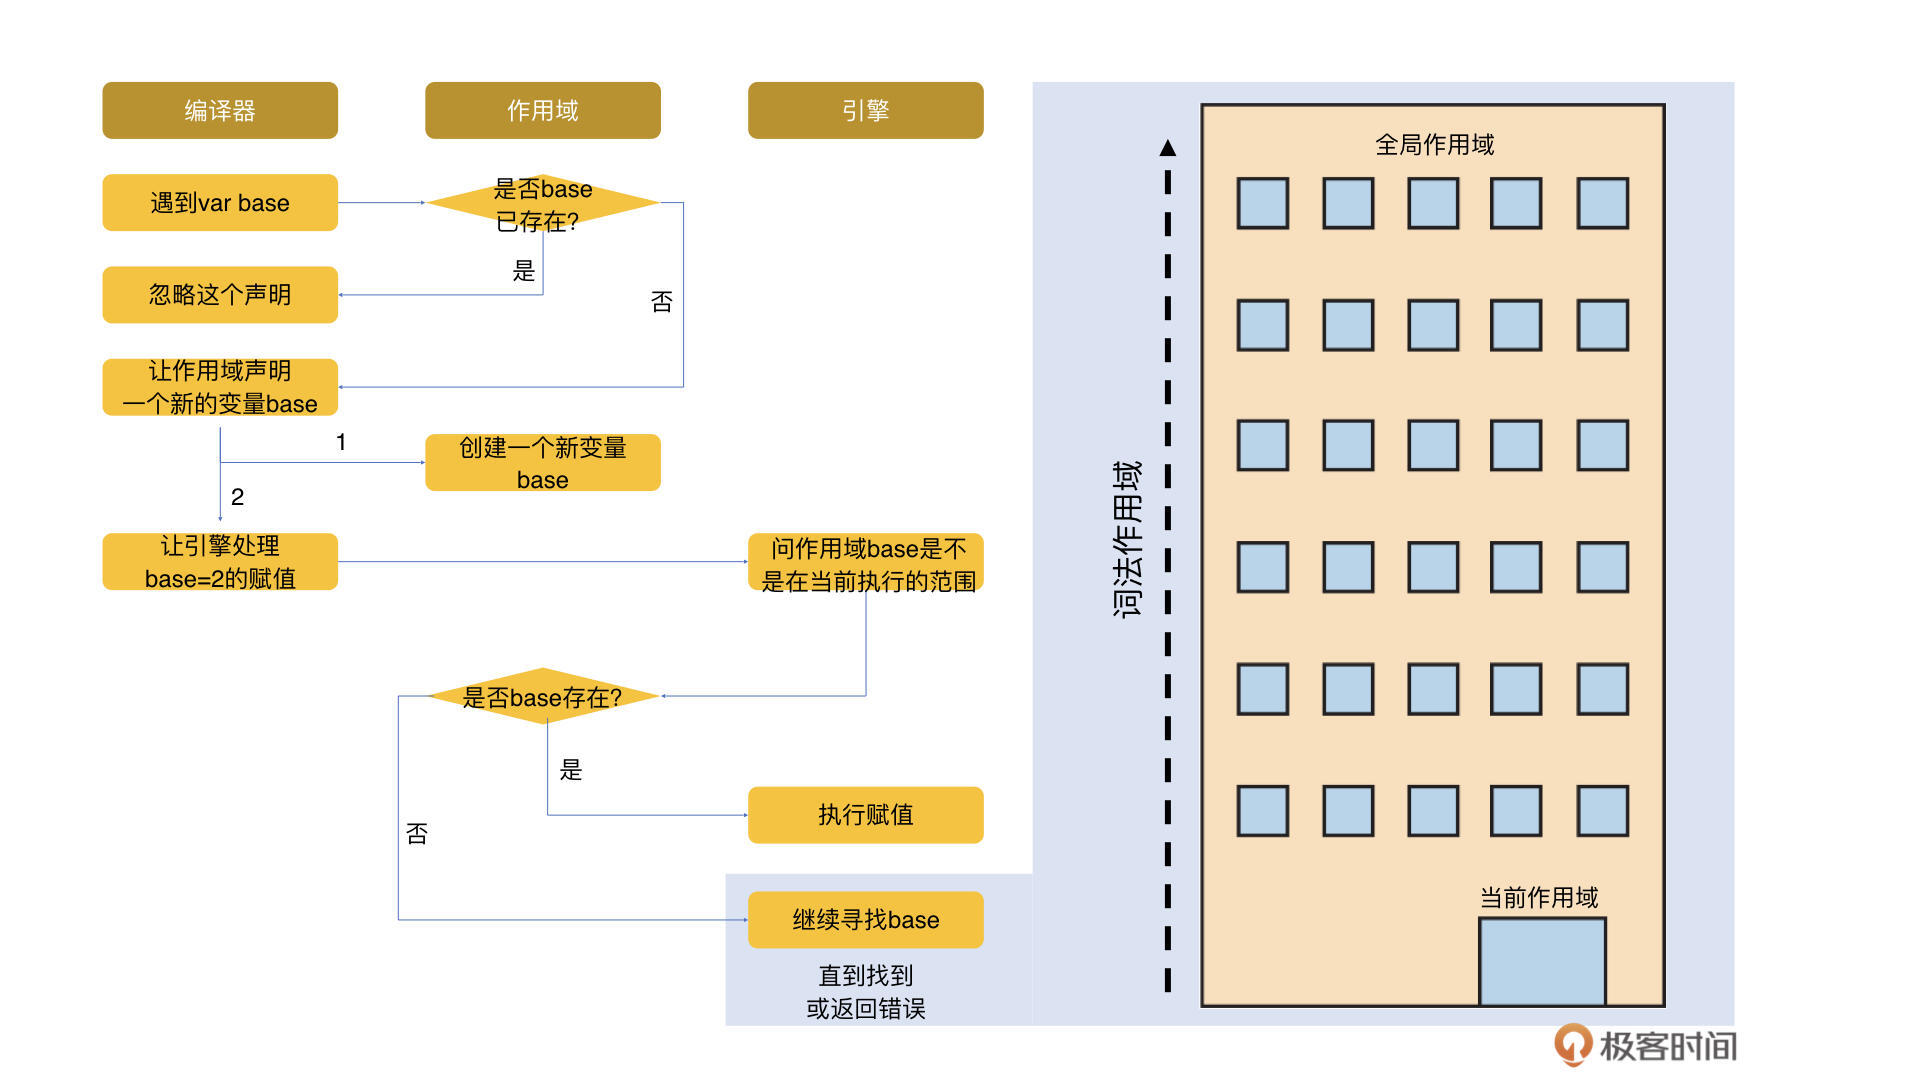 编译器
作用域
引擎
遇到var base
是否base
已存在?
是
否
忽略这个声明
让作用域声明
一个新的变量base
1
创建一个新变量
base
2
让引擎处理
base=2的赋值
问作用域base是不
是在当前执行的范围
是否base存在?
是
否
执行赋值
继续寻找base
直到找到
或返回错误
词法作用域
全局作用域
当前作用域
极客时间